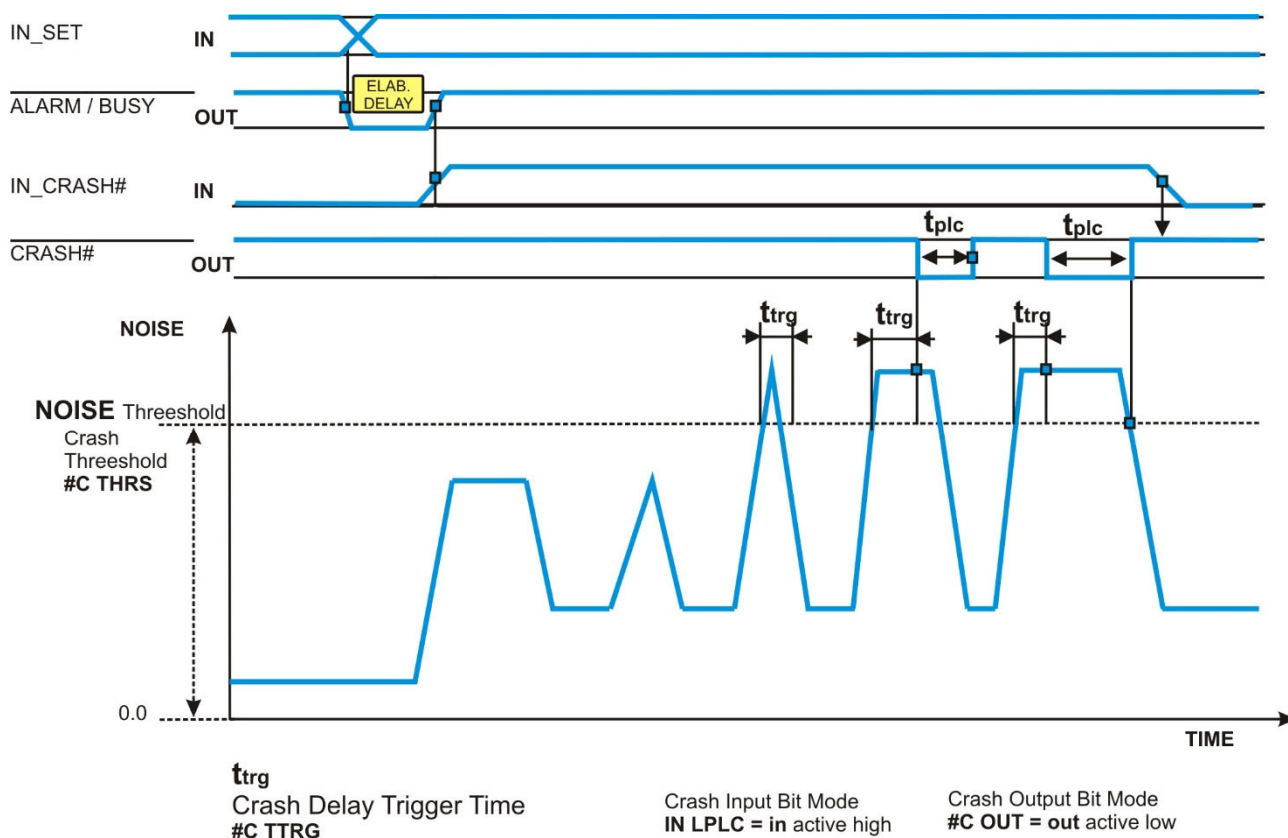 IN_SET IN
ELAB.
DELAY
ALARM / BUSY
OUT
IN_CRASH# IN
tplc tplc
CRASH#
OUT
ttrg ttrg ttrg
NOISE
NOISE Threeshold
Crash
Threeshold
#C THRS
0.0
TIME
ttrg
Crash Delay Trigger Time
#C TTRG
Crash Input Bit Mode
IN LPLC = in active high
Crash Output Bit Mode
#C OUT = out active low